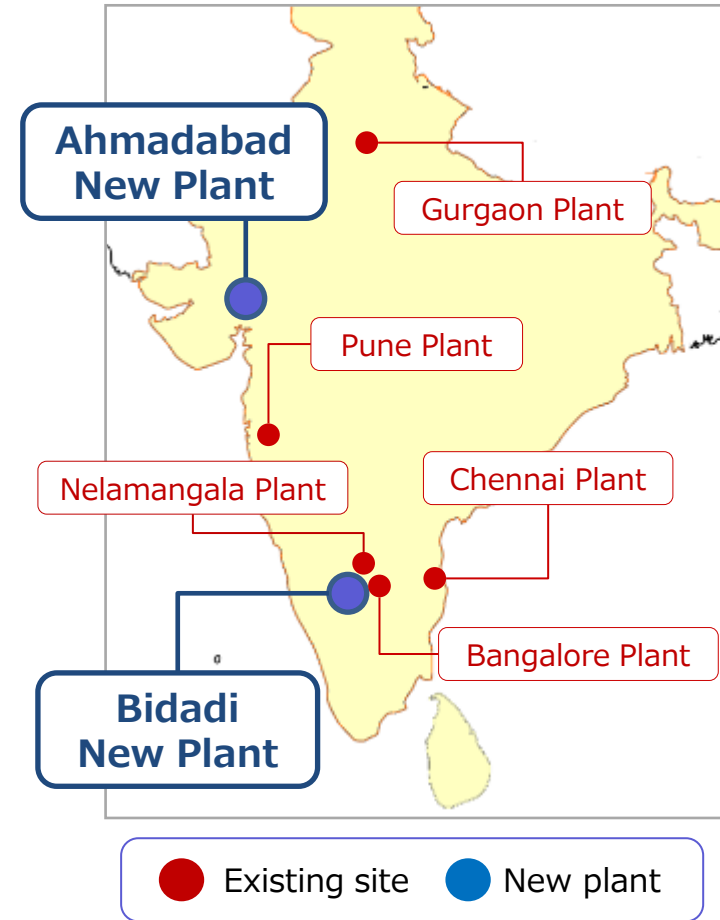 Ahmadabad
New Plant
Gurgaon Plant
Pune Plant
Nelamangala Plant
Chennai Plant
Bangalore Plant
Bidadi
New Plant
Existing site
New plant